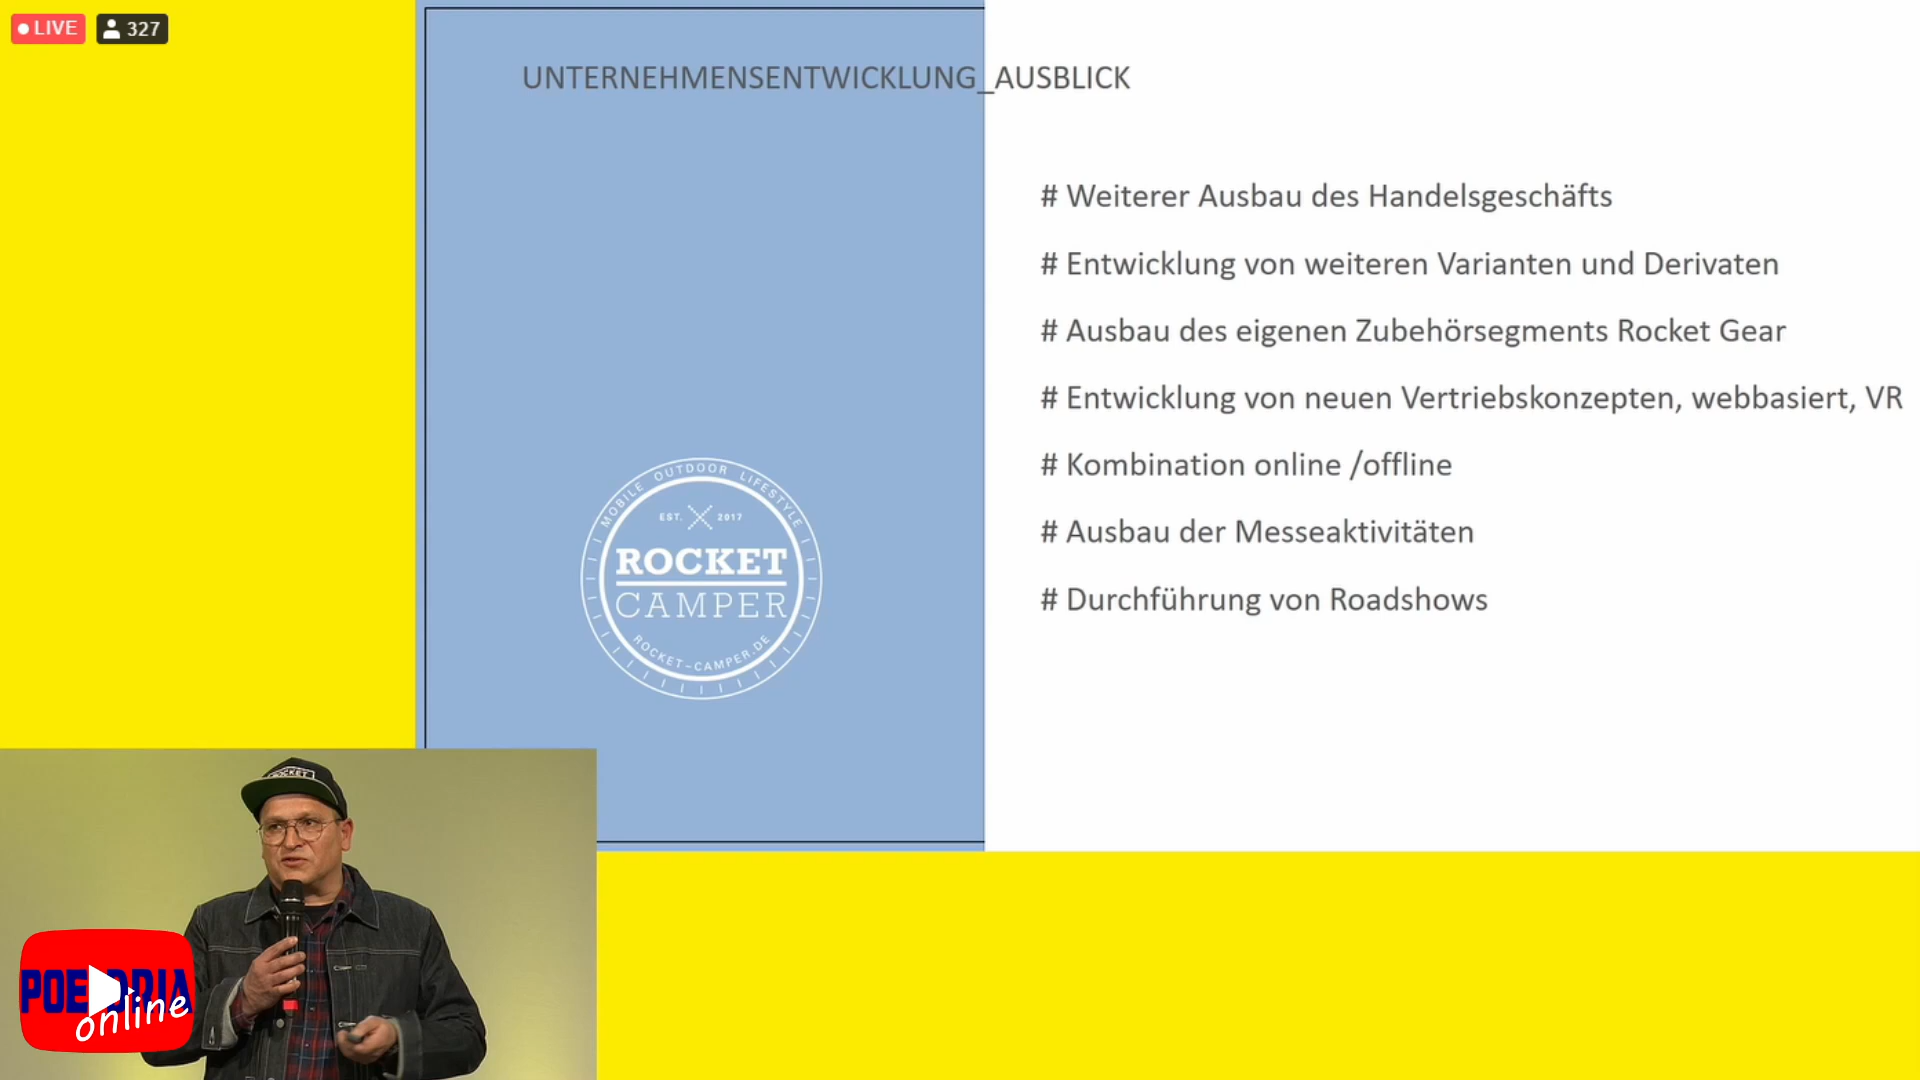 LIVE
327
UNTERNEHMENSENTWICKLUNG_AUSBLICK
# Weiterer Ausbau des Handelsgeschäfts
# Entwicklung von weiteren Varianten und Derivaten
# Ausbau des eigenen Zubehörsegments Rocket Gear
# Entwicklung von neuen Vertriebskonzepten, webbasiert, VR
# Kombination online /offline
# Ausbau der Messeaktivitäten
# Durchführung von Roadshows
MOBILE OUTDOOR LIFESTYLE
EST. 2017
ROCKET
CAMPER
ROCKET-CAMPER.DE
ROCKET
online